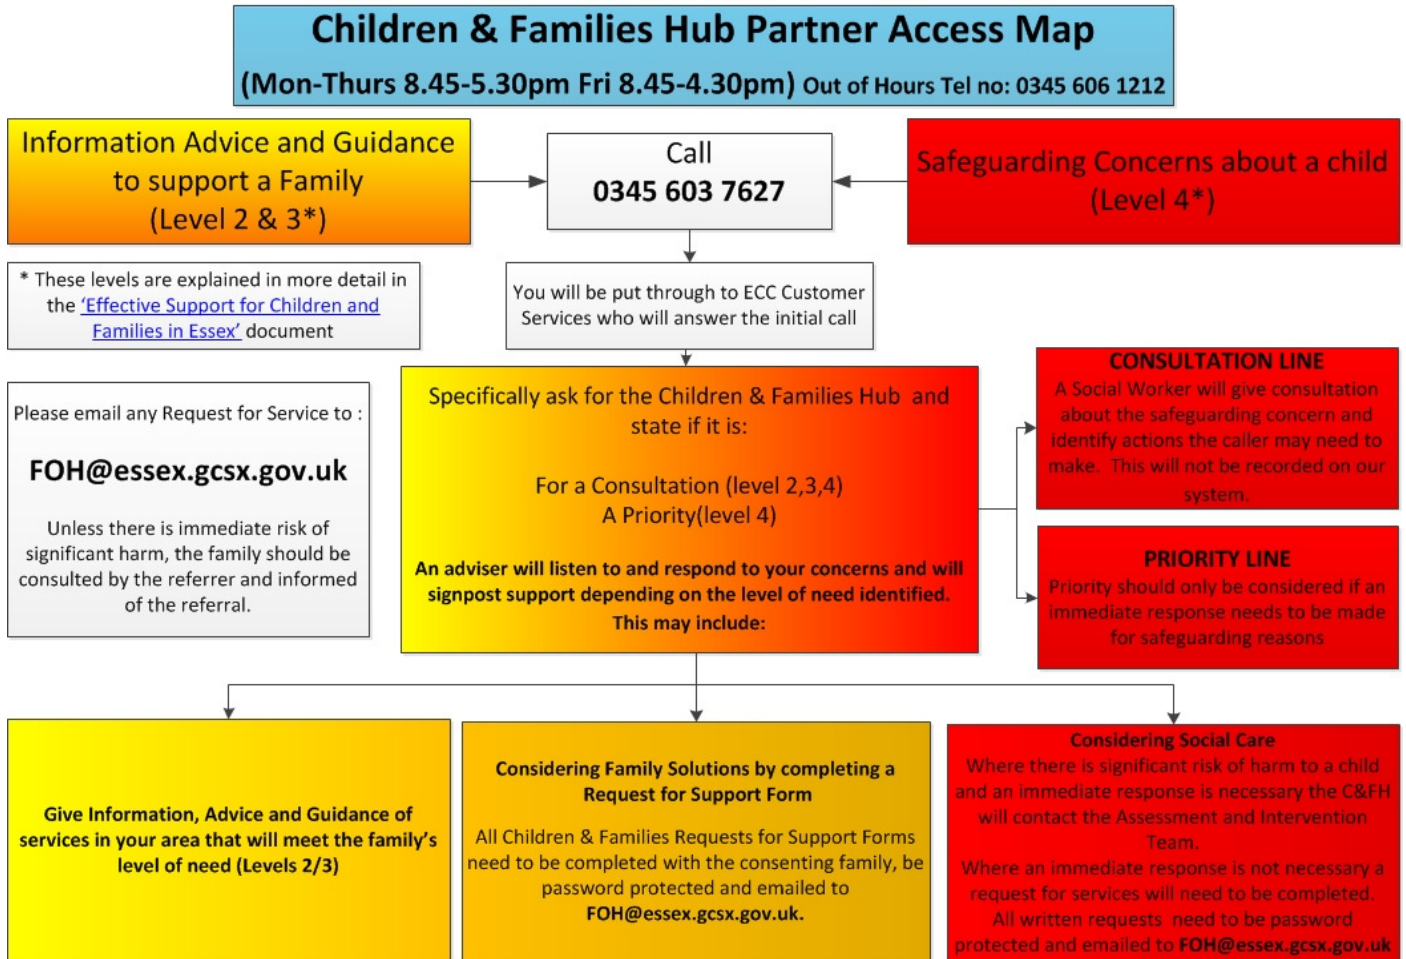 Children & Families Hub Partner Access Map
(Mon-Thurs 8.45-5.30pm Fri 8.45-4.30pm) Out of Hours Tel no: 0345 606 1212
Information Advice and Guidance
to support a Family
(Level 2 & 3*)
Call
0345 603 7627
Safeguarding Concerns about a child
(Level 4*)
* These levels are explained in more detail in
the 'Effective Support for Children and
Families in Essex' document
You will be put through to ECC Customer
Services who will answer the initial call
Please email any Request for Service to :
FOH@essex.gcsx.gov.uk
Unless there is immediate risk of
significant harm, the family should be
consulted by the referrer and informed
of the referral.
Specifically ask for the Children & Families Hub and
state if it is:
For a Consultation (level 2,3,4)
A Priority(level 4)
An adviser will listen to and respond to your concerns and will
signpost support depending on the level of need identified.
This may include:
CONSULTATION LINE
A Social Worker will give consultation
about the safeguarding concern and
identify actions the caller may need to
make. This will not be recorded on our
system.
PRIORITY LINE
Priority should only be considered if an
immediate response needs to be made
for safeguarding reasons
Give Information, Advice and Guidance of
services in your area that will meet the family's
level of need (Levels 2/3)
Considering Family Solutions by completing a
Request for Support Form
All Children & Families Requests for Support Forms
need to be completed with the consenting family, be
password protected and emailed to
FOH@essex.gcsx.gov.uk.
Considering Social Care
Where there is significant risk of harm to a child
and an immediate response is necessary the C&FH
will contact the Assessment and Intervention
Team.
Where an immediate response is not necessary a
request for services will need to be completed.
All written requests need to be password
protected and emailed to FOH@essex.gcsx.gov.uk